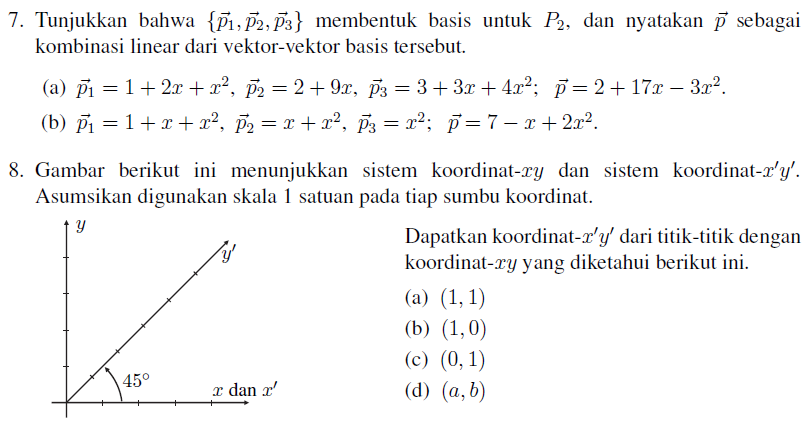 7. Tunjukkan bahwa {p⃗₁, p⃗₂, p⃗₃} membentuk basis untuk P₂, dan nyatakan p⃗ sebagai
kombinasi linear dari vektor-vektor basis tersebut.
(a) p⃗₁ = 1 + 2x + x², p⃗₂ = 2 + 9x, p⃗₃ = 3 + 3x + 4x²; p⃗ = 2 + 17x − 3x².
(b) p⃗₁ = 1 + x + x², p⃗₂ = x + x², p⃗₃ = x²; p⃗ = 7 − x + 2x².
8. Gambar berikut ini menunjukkan sistem koordinat-xy dan sistem koordinat-x′y′.
Asumsikan digunakan skala 1 satuan pada tiap sumbu koordinat.
y
y′
45°
x dan x′
Dapatkan koordinat-x′y′ dari titik-titik dengan
koordinat-xy yang diketahui berikut ini.
(a) (1, 1)
(b) (1, 0)
(c) (0, 1)
(d) (a, b)